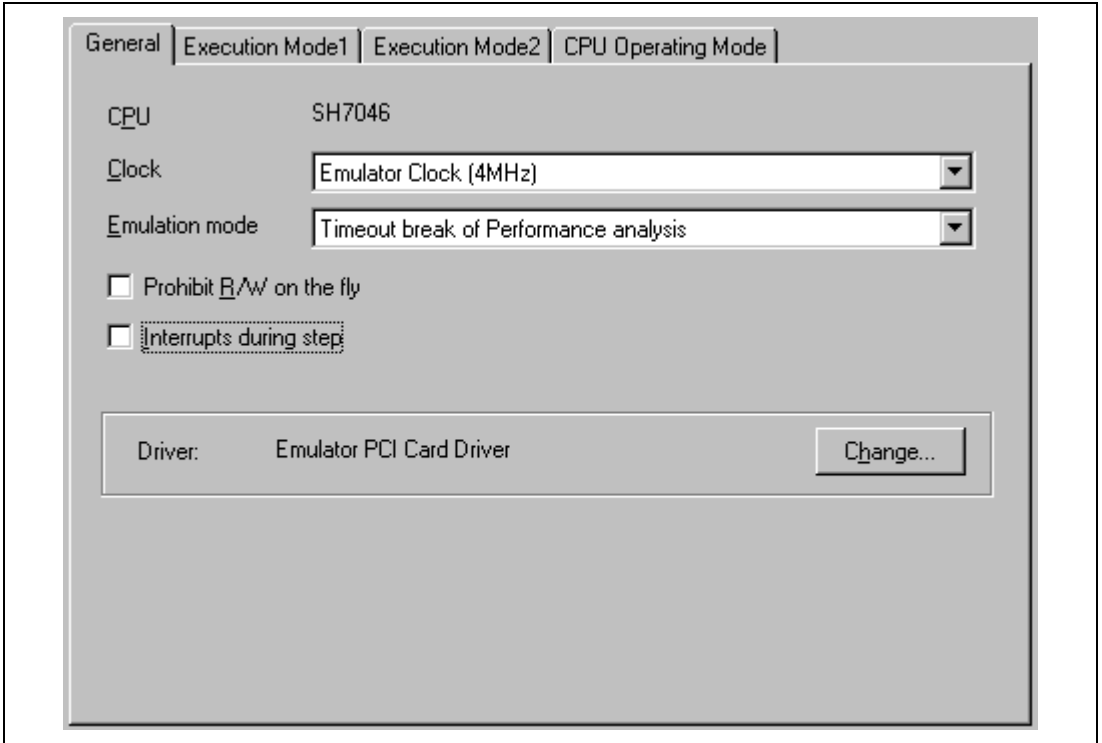 General Execution Mode1 Execution Mode2 CPU Operating Mode
CPU SH7046
Clock Emulator Clock (4MHz)
Emulation mode Timeout break of Performance analysis
Prohibit R/W on the fly
Interrupts during step
Driver: Emulator PCI Card Driver Change...